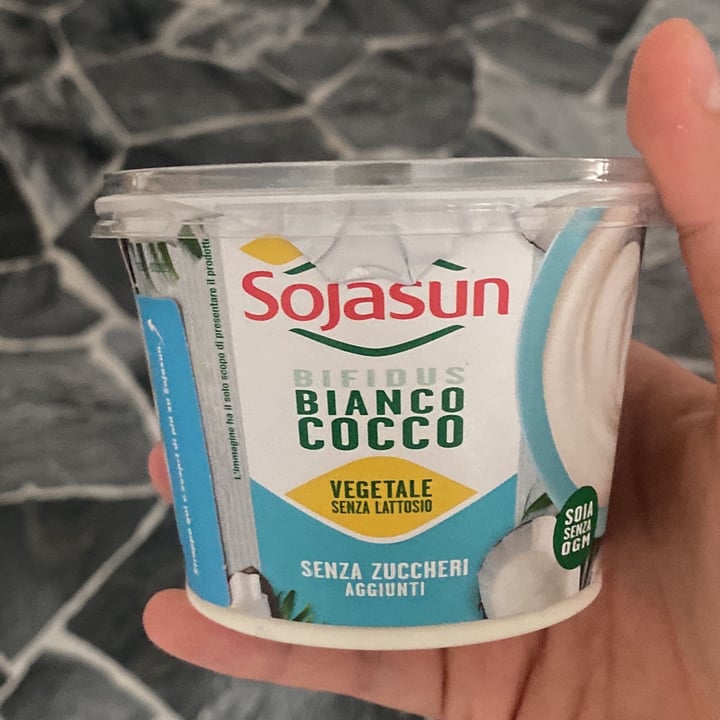 Sojasun
BIFIDUS
BIANCO
COCCO
VEGETALE
SENZA LATTOSIO
SENZA ZUCCHERI
AGGIUNTI
SOIA
SENZA
OGM
L'immagine ha il solo scopo di presentare il prodotto